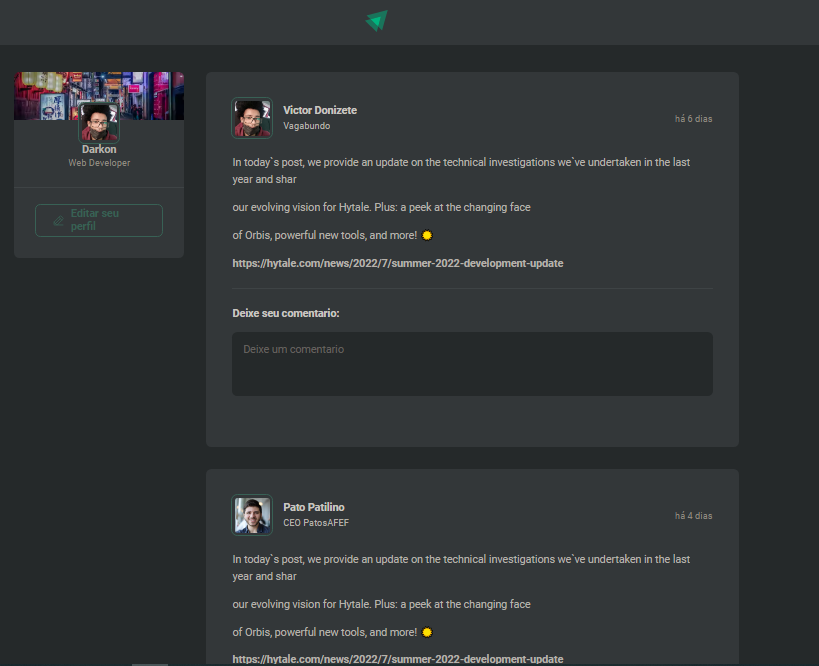 Darkon
Web Developer
Editar seu
perfil
Victor Donizete
Vagabundo
há 6 dias
In today`s post, we provide an update on the technical investigations we`ve undertaken in the last
year and shar
our evolving vision for Hytale. Plus: a peek at the changing face
of Orbis, powerful new tools, and more!
https://hytale.com/news/2022/7/summer-2022-development-update
Deixe seu comentario:
Deixe um comentario
Pato Patilino
CEO PatosAFEF
há 4 dias
In today`s post, we provide an update on the technical investigations we`ve undertaken in the last
year and shar
our evolving vision for Hytale. Plus: a peek at the changing face
of Orbis, powerful new tools, and more!
https://hytale.com/news/2022/7/summer-2022-development-update